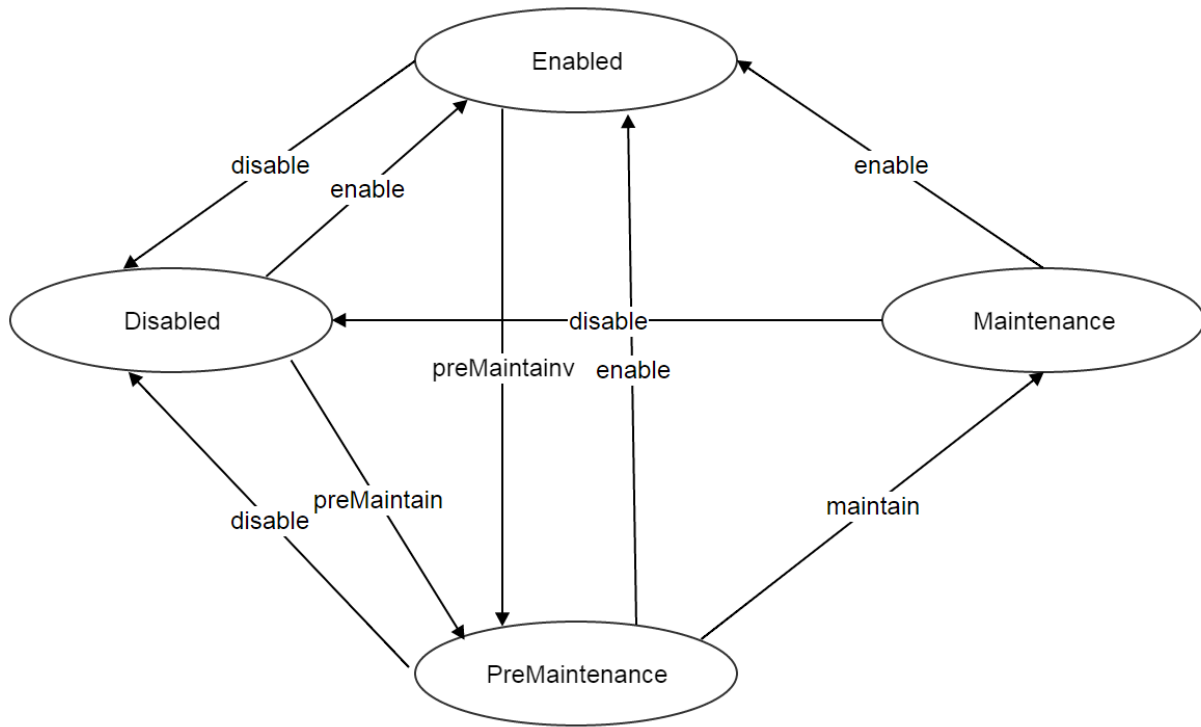 Enabled
disable
enable
enable
Disabled
disable
Maintenance
preMaintainv
enable
preMaintain
maintain
disable
PreMaintenance